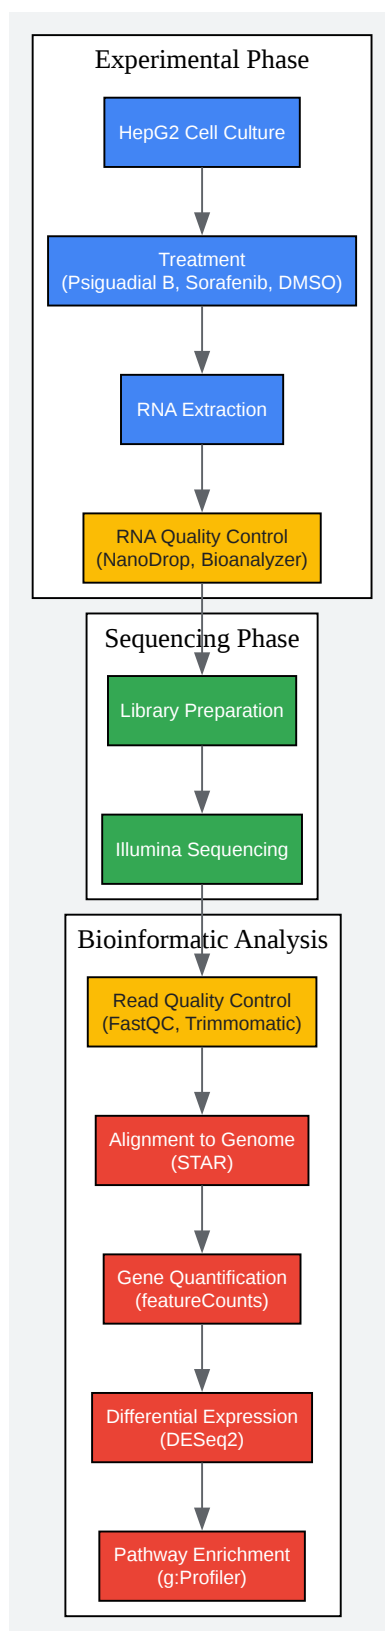 Experimental Phase
HepG2 Cell Culture
Treatment
(Psiguadial B, Sorafenib, DMSO)
RNA Extraction
RNA Quality Control
(NanoDrop, Bioanalyzer)
Sequencing Phase
Library Preparation
Illumina Sequencing
Bioinformatic Analysis
Read Quality Control
(FastQC, Trimmomatic)
Alignment to Genome
(STAR)
Gene Quantification
(featureCounts)
Differential Expression
(DESeq2)
Pathway Enrichment
(g:Profiler)